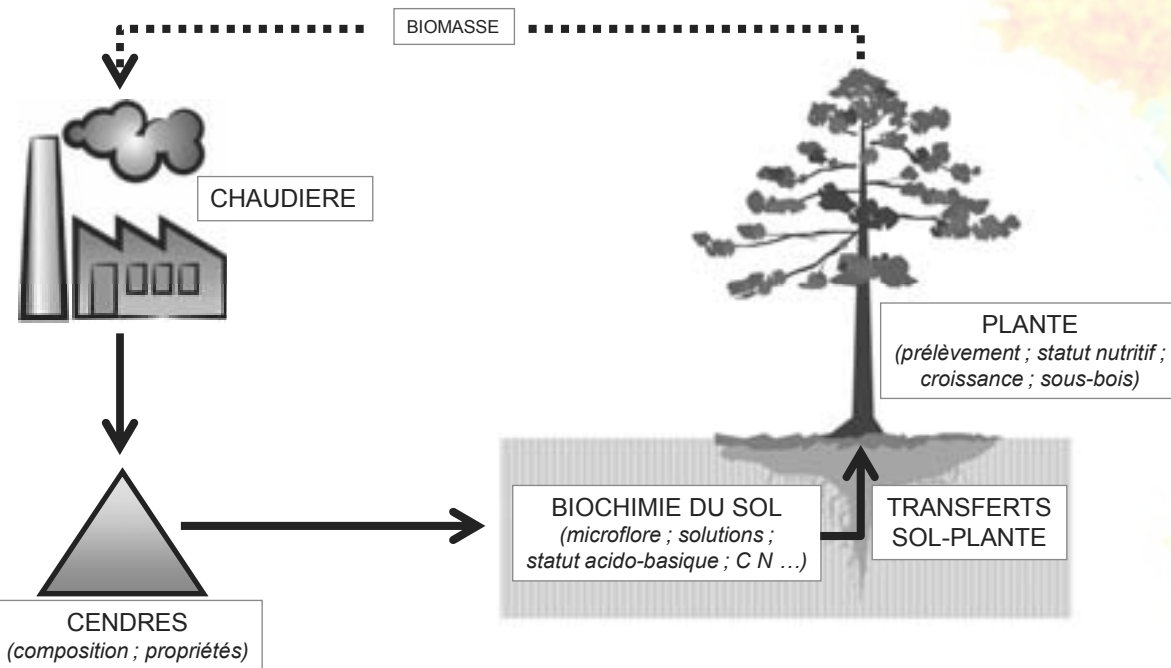 BIOMASSE
CHAUDIERE
PLANTE
(prélèvement ; statut nutritif ;
croissance ; sous-bois)
BIOCHIMIE DU SOL
(microflore ; solutions ;
statut acido-basique ; C N ...)
TRANSFERTS
SOL-PLANTE
CENDRES
(composition ; propriétés)